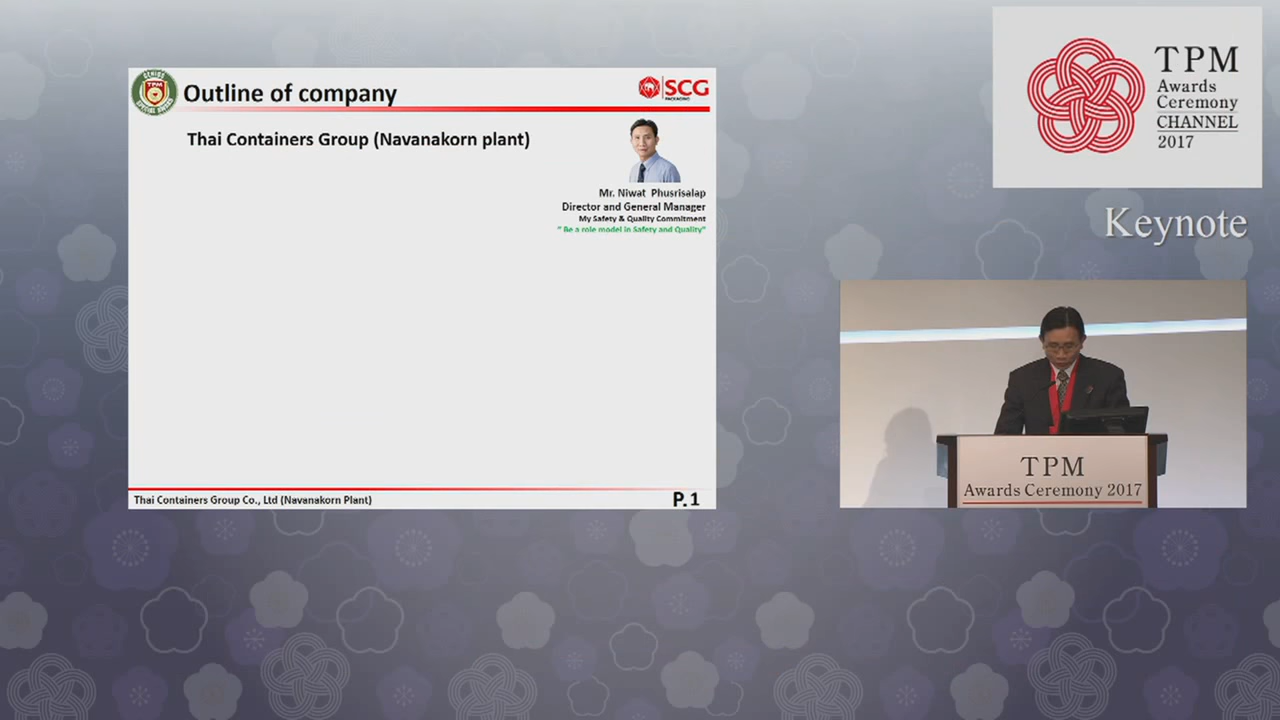 Outline of company
SCG
PACKAGING
Thai Containers Group (Navanakorn plant)
Mr. Niwat Phusrisalap
Director and General Manager
My Safety & Quality Commitment
" Be a role model in Safety and Quality"
Thai Containers Group Co., Ltd (Navanakorn Plant)
P.1
TPM
Awards
Ceremony
CHANNEL
2017
Keynote
TPM
Awards Ceremony 2017
TPM